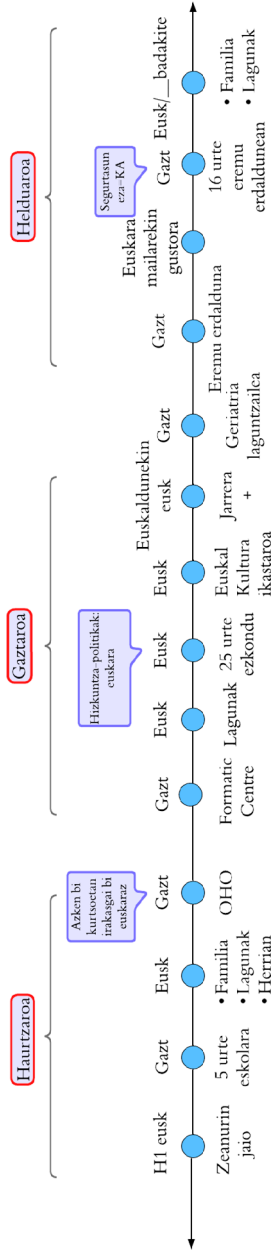 Haurtzaroa
Gaztaroa
Helduaroa
Azken bi
kurtsoetan
irakasgai bi
euskaraz
Hizkuntza-politikak:
euskara
Segurtasun
eza-KA
H1 eusk
Gazt
Eusk
Gazt
Gazt
Eusk
Eusk
Eusk
Euskaldunekin
eusk
Gazt
Gazt
Euskara
mailarekin
gustora
Gazt
Eusk/__badakite
Zeanurin
jaio
5 urte
eskolara
• Familia
• Lagunak
• Herrian
OHO
Formatic
Centre
Lagunak
25 urte
ezkondu
Euskal
Kultura
ikastaroa
Jarrera
+
Geriatria
laguntzailea
Eremu erdalduna
16 urte
eremu
erdaldunean
• Familia
• Lagunak